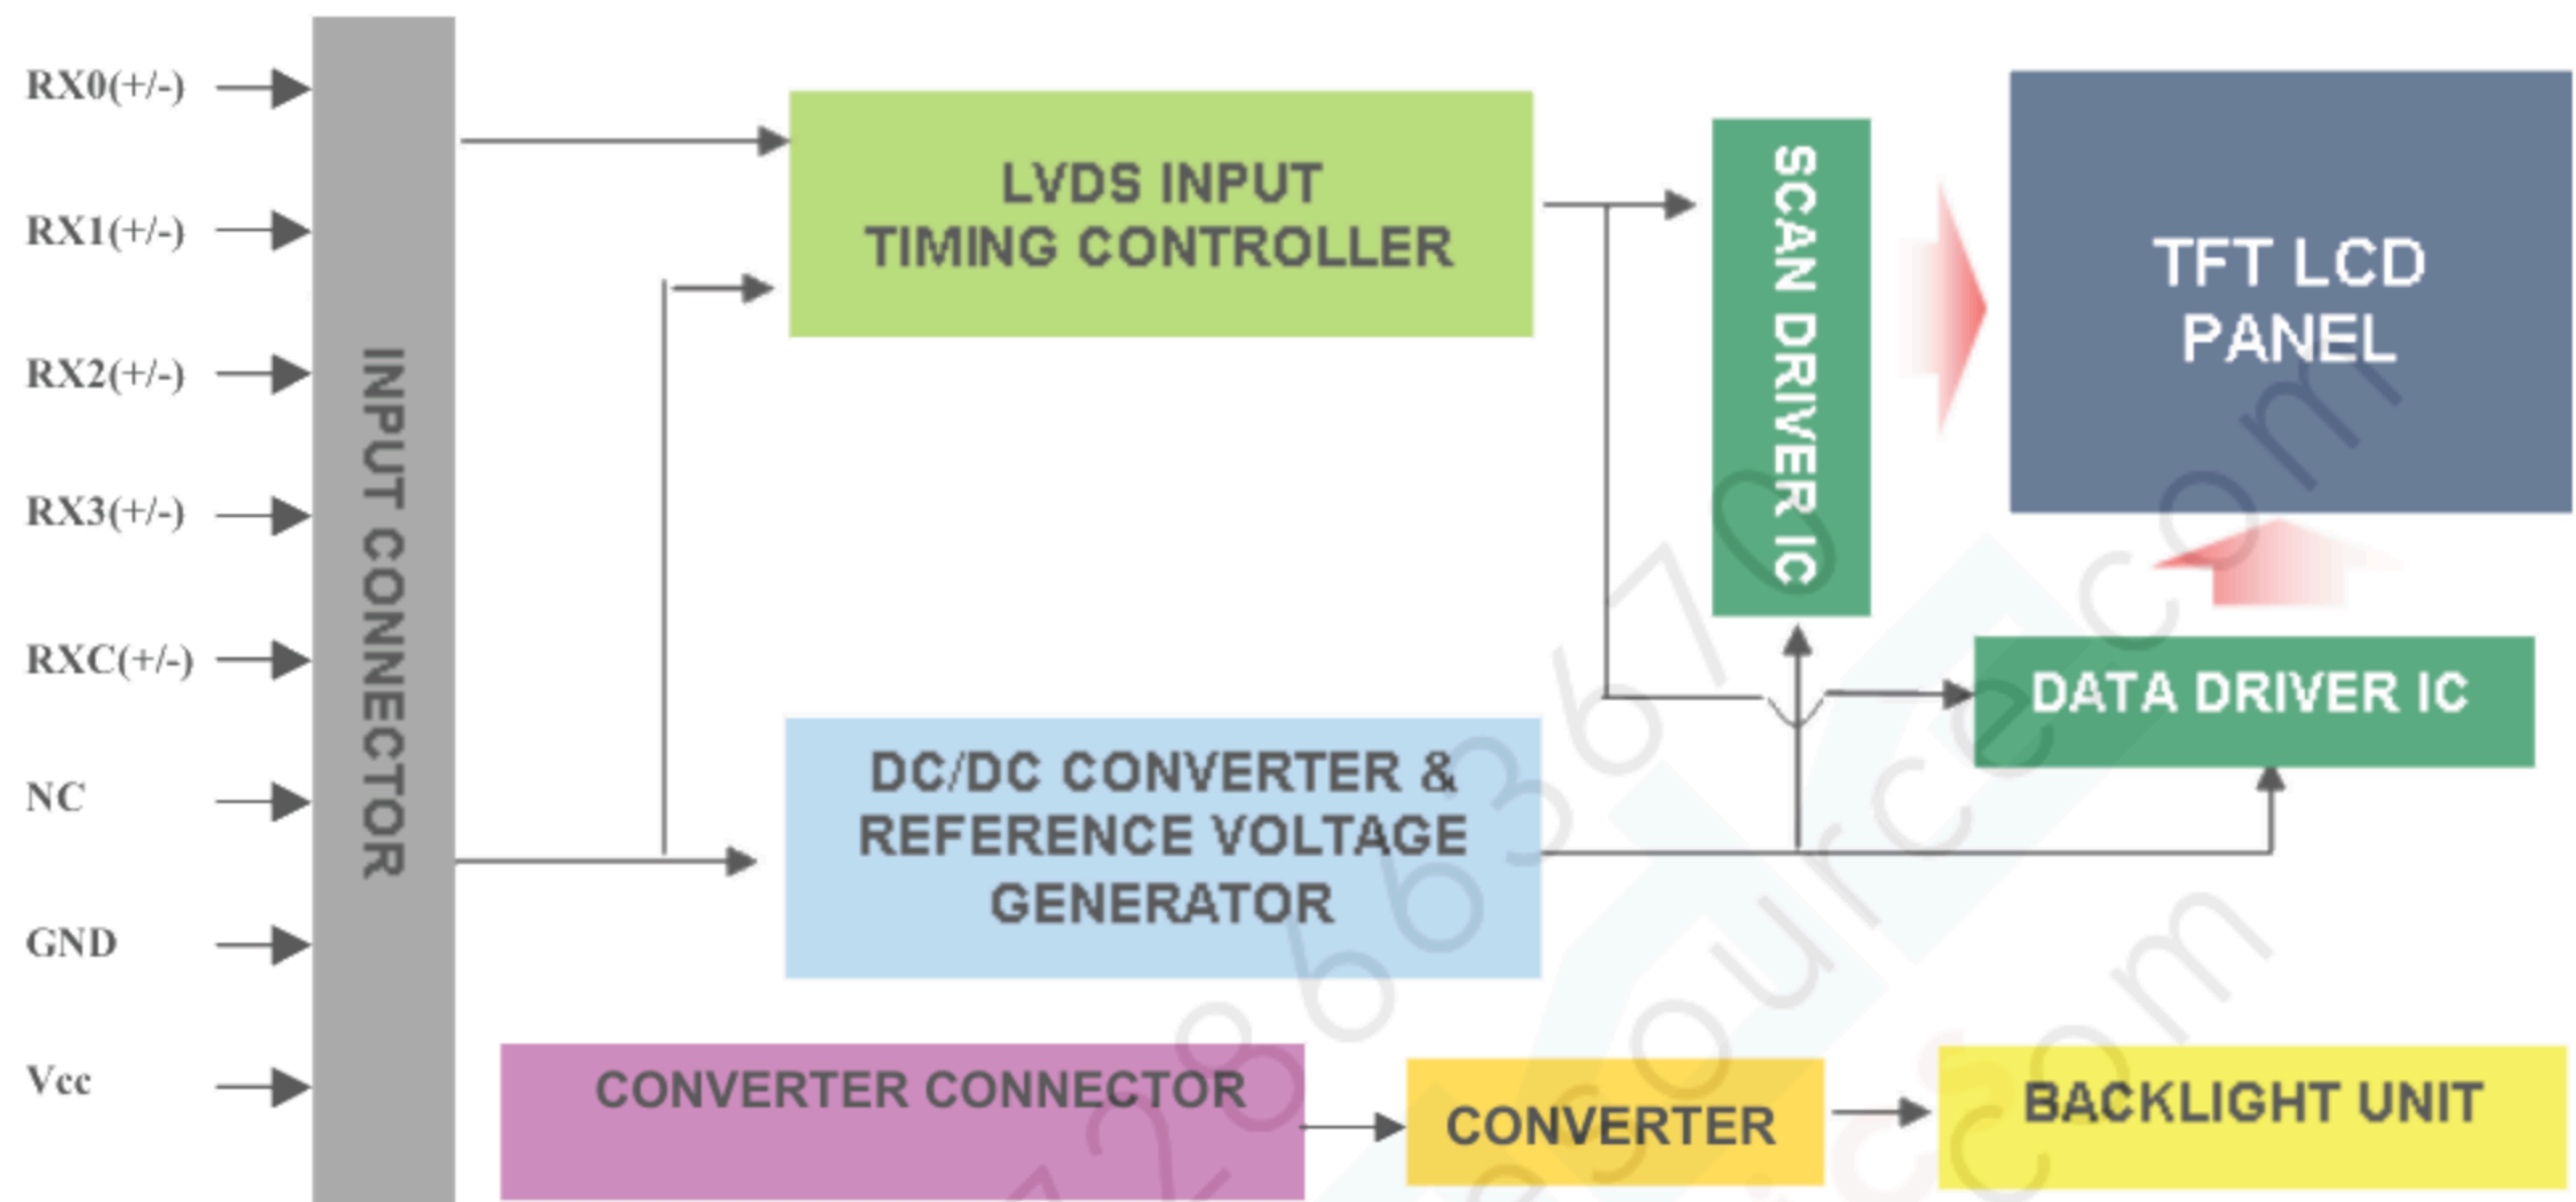 RX0(+/-)
RX1(+/-)
RX2(+/-)
RX3(+/-)
RXC(+/-)
NC
GND
Vcc
INPUT CONNECTOR
LVDS INPUT
TIMING CONTROLLER
SCAN DRIVER IC
TFT LCD
PANEL
DATA DRIVER IC
DC/DC CONVERTER &
REFERENCE VOLTAGE
GENERATOR
CONVERTER CONNECTOR
CONVERTER
BACKLIGHT UNIT